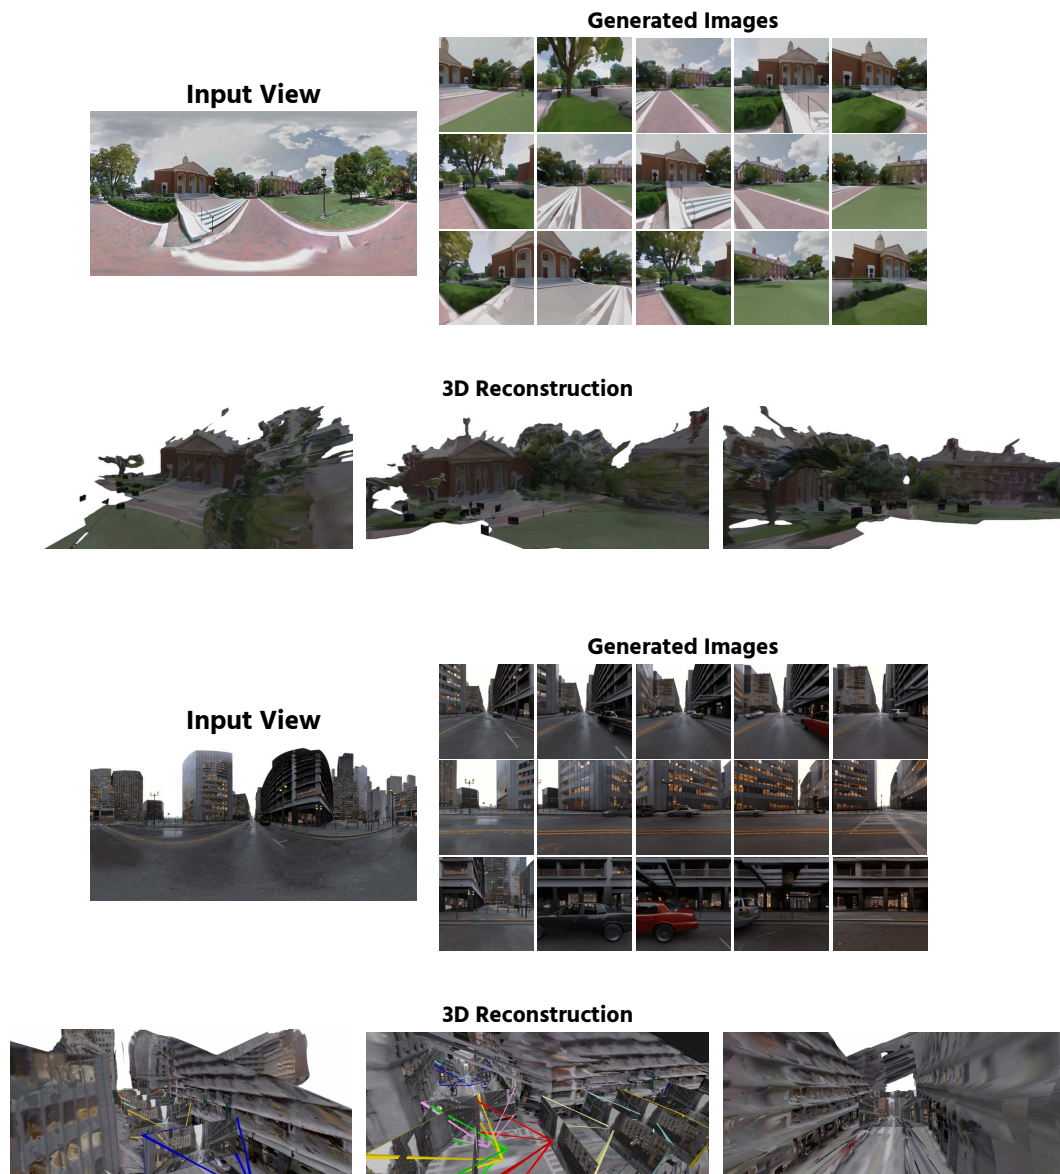 Generated Images
Input View
3D Reconstruction
Generated Images
Input View
3D Reconstruction